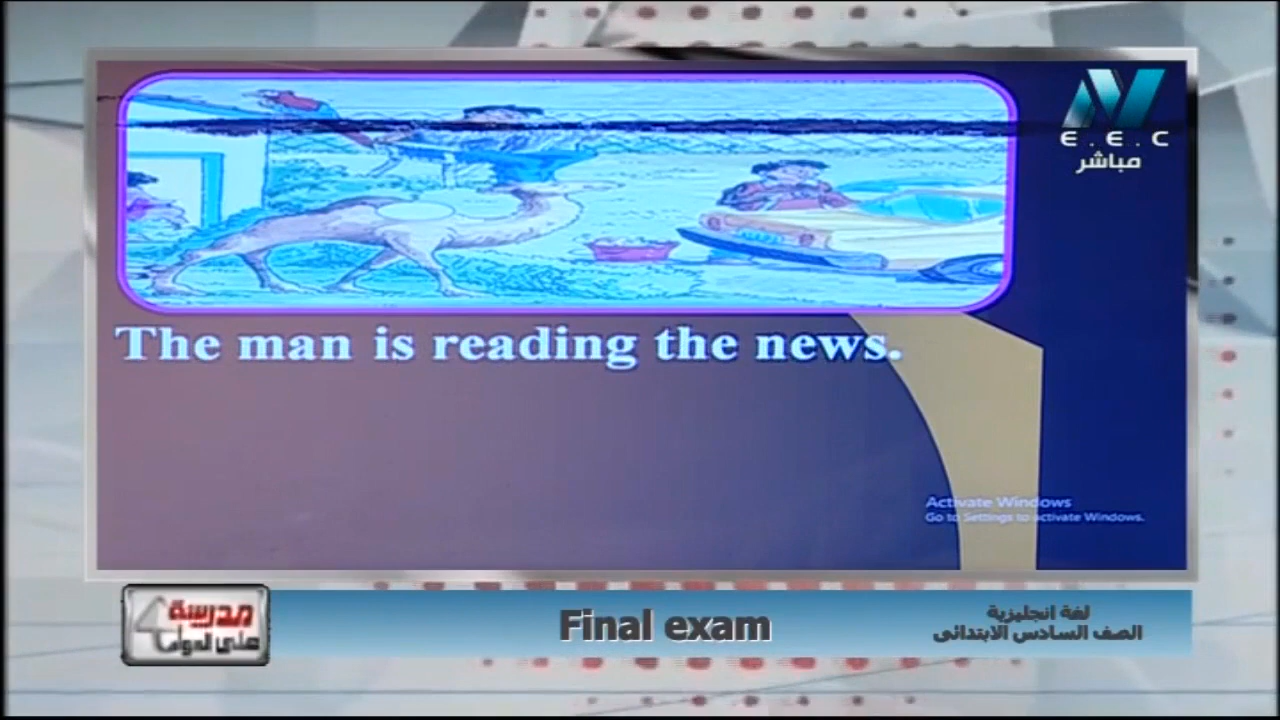 E.E.C
مباشر
The man is reading the news.
Activate Windows
Go to Settings to activate Windows.
مدرسة
على الهواء
Final exam
لغة انجليزية
الصف السادس الابتدائى